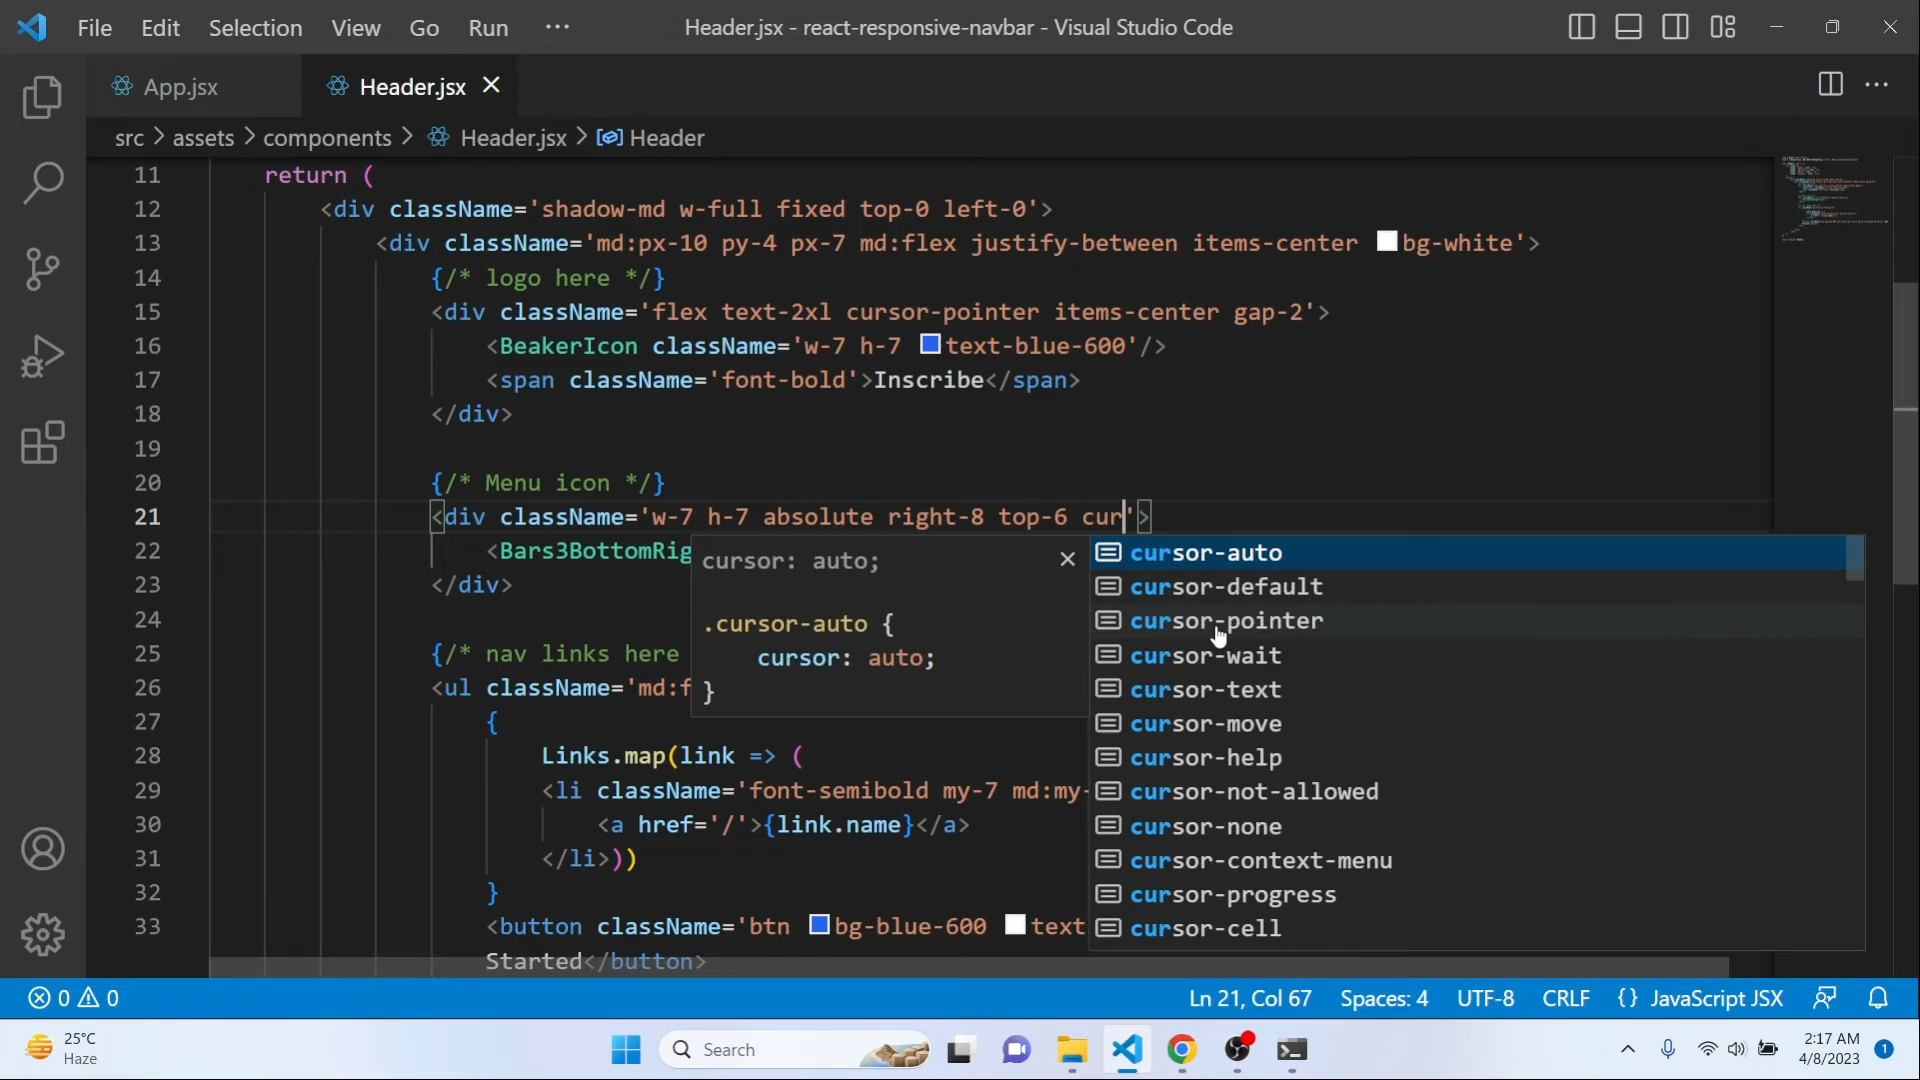 File Edit Selection View Go Run ··· Header.jsx - react-responsive-navbar - Visual Studio Code
App.jsx Header.jsx
src > assets > components > Header.jsx > Header
11 return (
12 <div className='shadow-md w-full fixed top-0 left-0'>
13 <div className='md:px-10 py-4 px-7 md:flex justify-between items-center bg-white'>
14 {/* logo here */}
15 <div className='flex text-2xl cursor-pointer items-center gap-2'>
16 <BeakerIcon className='w-7 h-7 text-blue-600'/>
17 <span className='font-bold'>Inscribe</span>
18 </div>
19
20 {/* Menu icon */}
21 <div className='w-7 h-7 absolute right-8 top-6 cur'>
22 <Bars3BottomRig
23 </div>
24
25 {/* nav links here
26 <ul className='md:f
27 {
28 Links.map(link => (
29 <li className='font-semibold my-7 md:my-
30 <a href='/'>{link.name}</a>
31 </li>))
32 }
33 <button className='btn bg-blue-600 text
Started</button>
cursor: auto;
.cursor-auto {
cursor: auto;
}
cursor-auto
cursor-default
cursor-pointer
cursor-wait
cursor-text
cursor-move
cursor-help
cursor-not-allowed
cursor-none
cursor-context-menu
cursor-progress
cursor-cell
0 0 Ln 21, Col 67 Spaces: 4 UTF-8 CRLF {} JavaScript JSX
25°C
Haze
Search
2:17 AM
4/8/2023
1